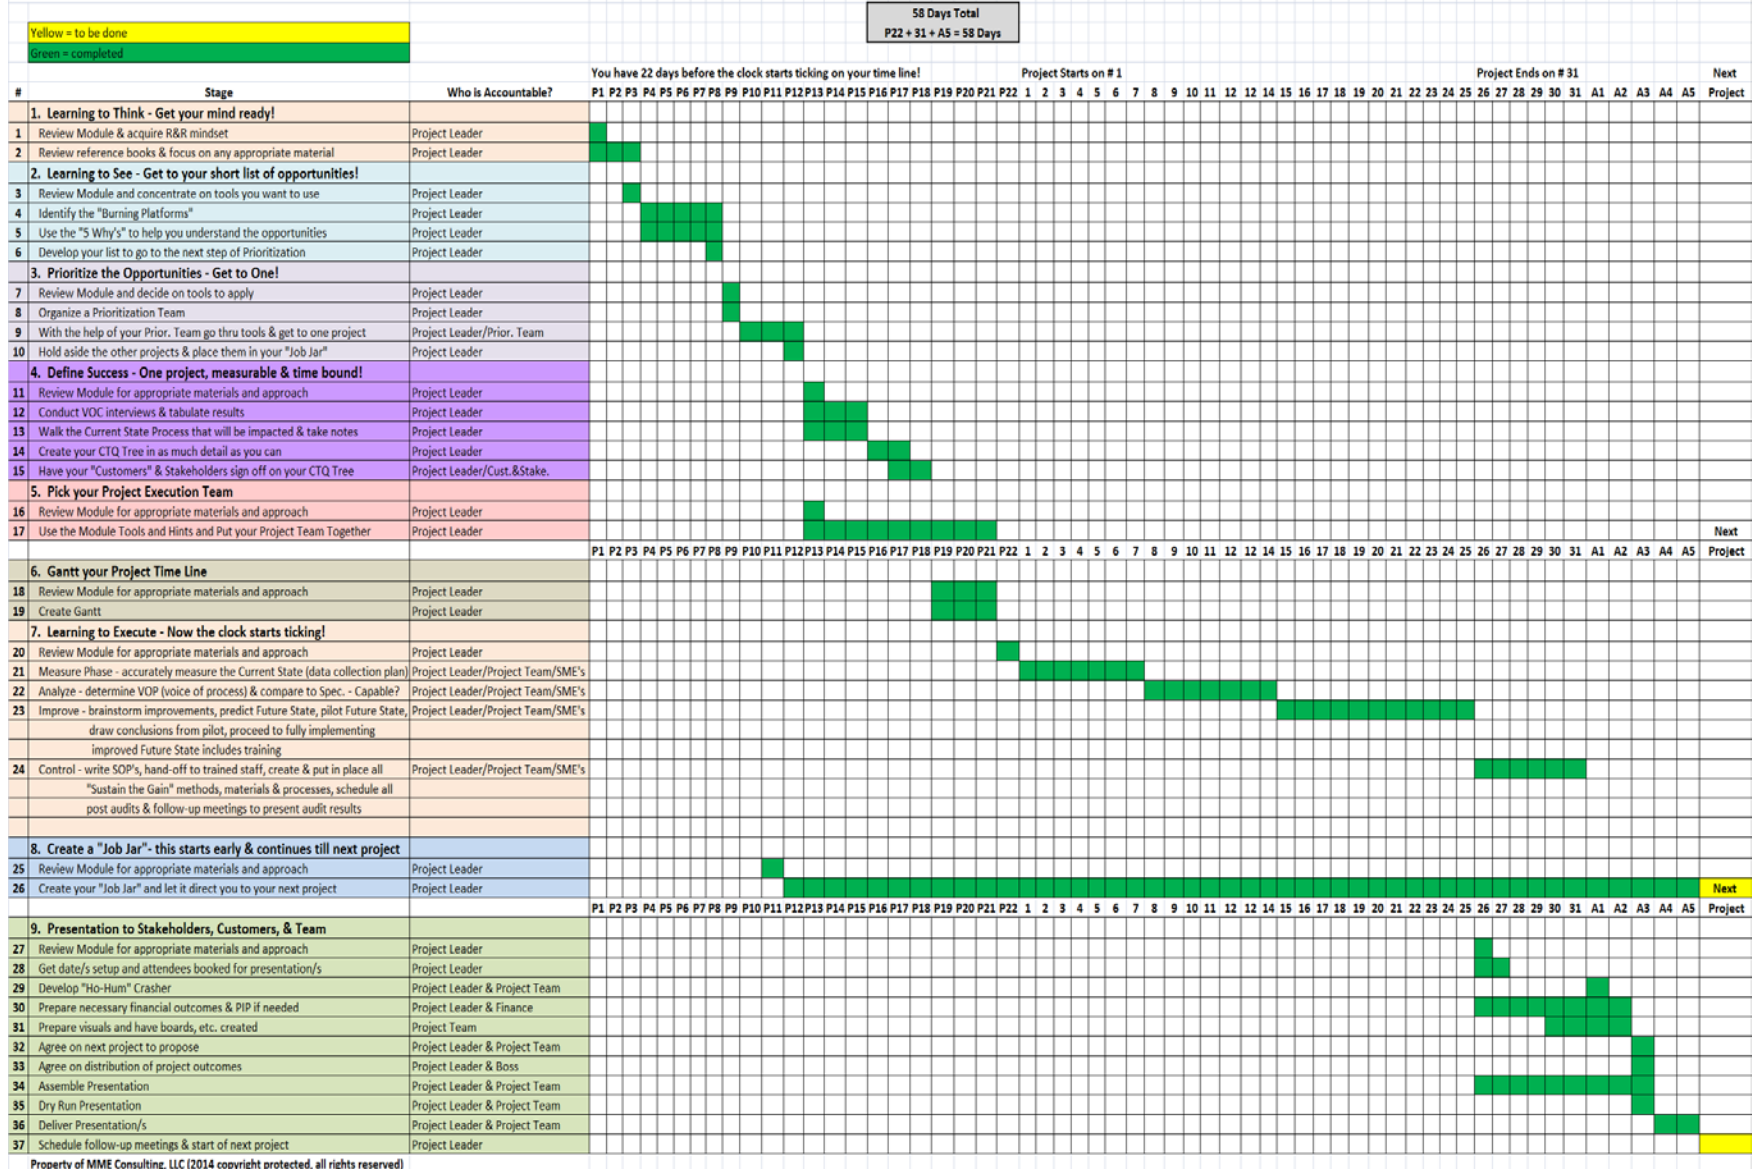 58 Days Total
Yellow = to be done
P22 + 31 + A5 = 58 Days
Green = completed
You have 22 days before the clock starts ticking on your time line! Project Starts on # 1 Project Ends on # 31 Next
# Stage Who is Accountable? P1 P2 P3 P4 P5 P6 P7 P8 P9 P10 P11 P12 P13 P14 P15 P16 P17 P18 P19 P20 P21 P22 1 2 3 4 5 6 7 8 9 10 11 12 12 14 15 16 17 18 19 20 21 22 23 24 25 26 27 28 29 30 31 A1 A2 A3 A4 A5 Project
1. Learning to Think - Get your mind ready!
1 Review Module & acquire R&R mindset Project Leader
2 Review reference books & focus on any appropriate material Project Leader
2. Learning to See - Get to your short list of opportunities!
3 Review Module and concentrate on tools you want to use Project Leader
4 Identify the "Burning Platforms" Project Leader
5 Use the "5 Why's" to help you understand the opportunities Project Leader
6 Develop your list to go to the next step of Prioritization Project Leader
3. Prioritize the Opportunities - Get to One!
7 Review Module and decide on tools to apply Project Leader
8 Organize a Prioritization Team Project Leader
9 With the help of your Prior. Team go thru tools & get to one project Project Leader/Prior. Team
10 Hold aside the other projects & place them in your "Job Jar" Project Leader
4. Define Success - One project, measurable & time bound!
11 Review Module for appropriate materials and approach Project Leader
12 Conduct VOC interviews & tabulate results Project Leader
13 Walk the Current State Process that will be impacted & take notes Project Leader
14 Create your CTQ Tree in as much detail as you can Project Leader
15 Have your "Customers" & Stakeholders sign off on your CTQ Tree Project Leader/Cust.&Stake.
5. Pick your Project Execution Team
16 Review Module for appropriate materials and approach Project Leader
17 Use the Module Tools and Hints and Put your Project Team Together Project Leader Next
P1 P2 P3 P4 P5 P6 P7 P8 P9 P10 P11 P12 P13 P14 P15 P16 P17 P18 P19 P20 P21 P22 1 2 3 4 5 6 7 8 9 10 11 12 12 14 15 16 17 18 19 20 21 22 23 24 25 26 27 28 29 30 31 A1 A2 A3 A4 A5 Project
6. Gantt your Project Time Line
18 Review Module for appropriate materials and approach Project Leader
19 Create Gantt Project Leader
7. Learning to Execute - Now the clock starts ticking!
20 Review Module for appropriate materials and approach Project Leader
21 Measure Phase - accurately measure the Current State (data collection plan) Project Leader/Project Team/SME's
22 Analyze - determine VOP (voice of process) & compare to Spec. - Capable? Project Leader/Project Team/SME's
23 Improve - brainstorm improvements, predict Future State, pilot Future State, Project Leader/Project Team/SME's
draw conclusions from pilot, proceed to fully implementing
improved Future State includes training
24 Control - write SOP's, hand-off to trained staff, create & put in place all Project Leader/Project Team/SME's
"Sustain the Gain" methods, materials & processes, schedule all
post audits & follow-up meetings to present audit results
8. Create a "Job Jar"- this starts early & continues till next project
25 Review Module for appropriate materials and approach Project Leader
26 Create your "Job Jar" and let it direct you to your next project Project Leader Next
P1 P2 P3 P4 P5 P6 P7 P8 P9 P10 P11 P12 P13 P14 P15 P16 P17 P18 P19 P20 P21 P22 1 2 3 4 5 6 7 8 9 10 11 12 12 14 15 16 17 18 19 20 21 22 23 24 25 26 27 28 29 30 31 A1 A2 A3 A4 A5 Project
9. Presentation to Stakeholders, Customers, & Team
27 Review Module for appropriate materials and approach Project Leader
28 Get date/s setup and attendees booked for presentation/s Project Leader
29 Develop "Ho-Hum" Crasher Project Leader & Project Team
30 Prepare necessary financial outcomes & PIP if needed Project Leader & Finance
31 Prepare visuals and have boards, etc. created Project Team
32 Agree on next project to propose Project Leader & Project Team
33 Agree on distribution of project outcomes Project Leader & Boss
34 Assemble Presentation Project Leader & Project Team
35 Dry Run Presentation Project Leader & Project Team
36 Deliver Presentation/s Project Leader & Project Team
37 Schedule follow-up meetings & start of next project Project Leader
Property of MME Consulting, LLC (2014 copyright protected, all rights reserved)